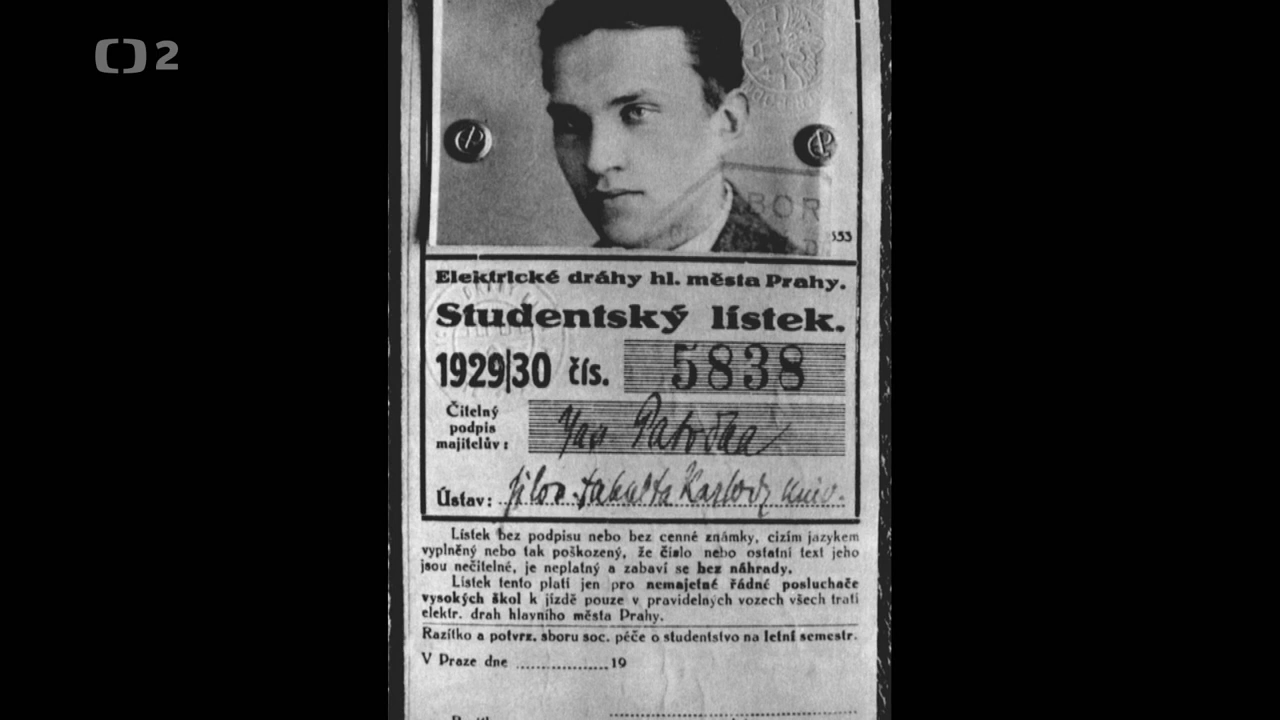 2
BOR
553
Elektrické dráhy hl. města Prahy.
Studentský lístek.
1929|30 čís. 5838
Čitelný
podpis
majitelův:
Jan Patočka
Ústav: filos. fakulta Karlovy univ.
Lístek bez podpisu nebo bez cenné známky, cizím jazykem
vyplněný nebo tak poškozený, že číslo nebo ostatní text jeho
jsou nečitelné, je neplatný a zabaví se bez náhrady.
Lístek tento platí jen pro nemajetné řádné posluchače
vysokých škol k jízdě pouze v pravidelných vozech všech tratí
elektr. drah hlavního města Prahy.
Razítko a potvrz. sboru soc. péče o studentstvo na letní semestr.
V Praze dne ................19